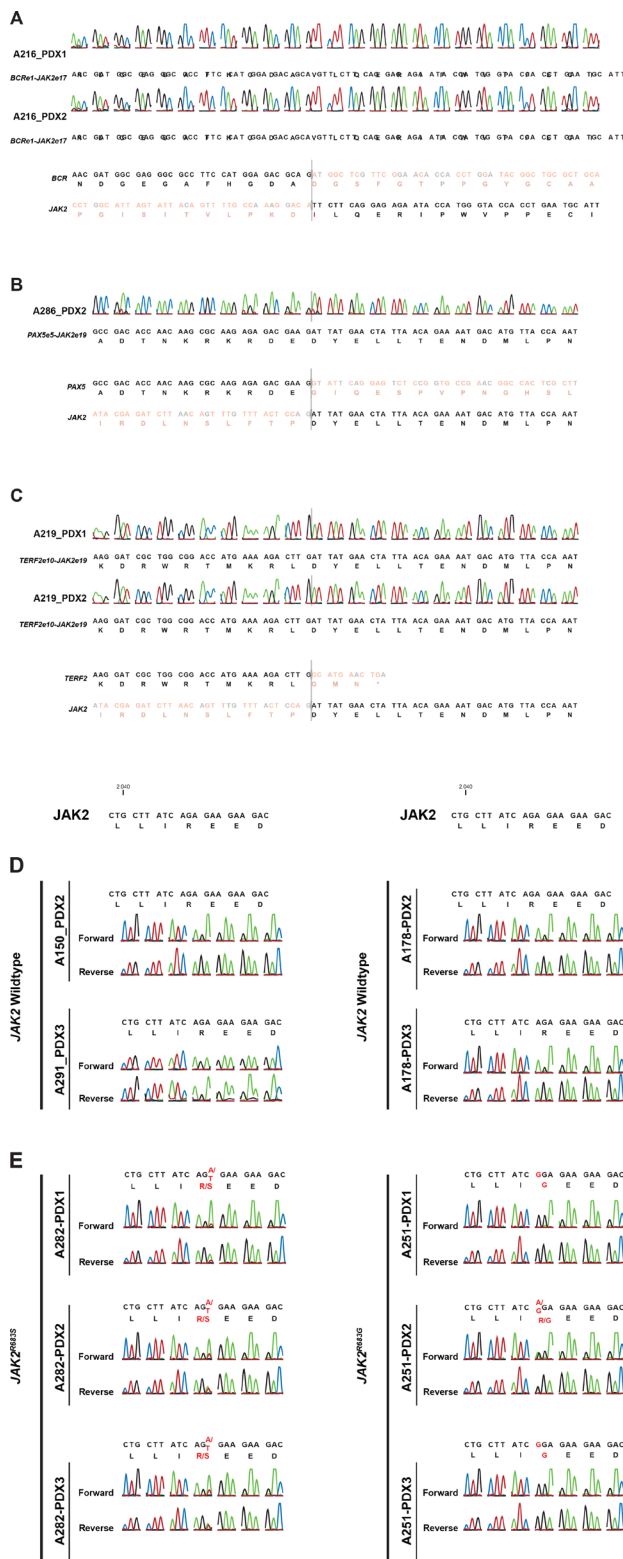 A
A216_PDX1
BCRe1-JAK2e17
A216_PDX2
BCRe1-JAK2e17
BCR AAC GAT GGC GAG GGC GCC TTC CAT GGA GAC GCA GAT GGC TCG TTC GGA ACA CCA CCT GGA TAC GGC TGC GCT GCA
N D G E G A F H G D A D G S F G T P P G Y G C A A
JAK2 CCT GGC ATT AGT ATT ACA GTT TTG CCA AAG GAC ATT CTT CAG GAG AGA ATA CCA TGG GTA CCA CCT GAA TGC ATT
P G I S I T V L P K D I L Q E R I P W V P P E C I
B
A286_PDX2
PAX5e5-JAK2e19 GCC GAC ACC AAC AAG CGC AAG AGA GAC GAA GAT TAT GAA CTA TTA ACA GAA AAT GAC ATG TTA CCA AAT
A D T N K R K R D E D Y E L L T E N D M L P N
PAX5 GCC GAC ACC AAC AAG CGC AAG AGA GAC GAA GGT ATT CAG GAG TCT CCG GTG CCG AAC GGC CAC TCG CTT
A D T N K R K R D E G I Q E S P V P N G H S L
JAK2 ATA CGA GAT CTT AAC AGT TTG TTT ACT CCA GAT TAT GAA CTA TTA ACA GAA AAT GAC ATG TTA CCA AAT
I R D L N S L F T P D Y E L L T E N D M L P N
C
A219_PDX1
TERF2e10-JAK2e19 AAG GAT CGC TGG CGG ACC ATG AAA AGA CTT GAT TAT GAA CTA TTA ACA GAA AAT GAC ATG TTA CCA AAT
K D R W R T M K R L D Y E L L T E N D M L P N
A219_PDX2
TERF2e10-JAK2e19 AAG GAT CGC TGG CGG ACC ATG AAA AGA CTT GAT TAT GAA CTA TTA ACA GAA AAT GAC ATG TTA CCA AAT
K D R W R T M K R L D Y E L L T E N D M L P N
TERF2 AAG GAT CGC TGG CGG ACC ATG AAA AGA CTT GGC ATG AAC TGA
K D R W R T M K R L G M N *
JAK2 ATA CGA GAT CTT AAC AGT TTG TTT ACT CCA GAT TAT GAA CTA TTA ACA GAA AAT GAC ATG TTA CCA AAT
I R D L N S L F T P D Y E L L T E N D M L P N
2040
JAK2 CTG CTT ATC AGA GAA GAA GAC
L L I R E E D
2040
JAK2 CTG CTT ATC AGA GAA GAA GAC
L L I R E E D
D
JAK2 Wildtype
A150_PDX2
CTG CTT ATC AGA GAA GAA GAC
L L I R E E D
Forward
Reverse
A291_PDX3
CTG CTT ATC AGA GAA GAA GAC
L L I R E E D
Forward
Reverse
JAK2 Wildtype
A178-PDX2
CTG CTT ATC AGA GAA GAA GAC
L L I R E E D
Forward
Reverse
A178-PDX3
CTG CTT ATC AGA GAA GAA GAC
L L I R E E D
Forward
Reverse
E
JAK2R683S
A282-PDX1
A/
CTG CTT ATC AGT GAA GAA GAC
L L I R/S E E D
Forward
Reverse
A282-PDX2
A/
CTG CTT ATC AGT GAA GAA GAC
L L I R/S E E D
Forward
Reverse
A282-PDX3
A/
CTG CTT ATC AGT GAA GAA GAC
L L I R/S E E D
Forward
Reverse
JAK2R683G
A251-PDX1
CTG CTT ATC GGA GAA GAA GAC
L L I G E E D
Forward
Reverse
A251-PDX2
A/
CTG CTT ATC GGA GAA GAA GAC
L L I R/G E E D
Forward
Reverse
A251-PDX3
CTG CTT ATC GGA GAA GAA GAC
L L I G E E D
Forward
Reverse